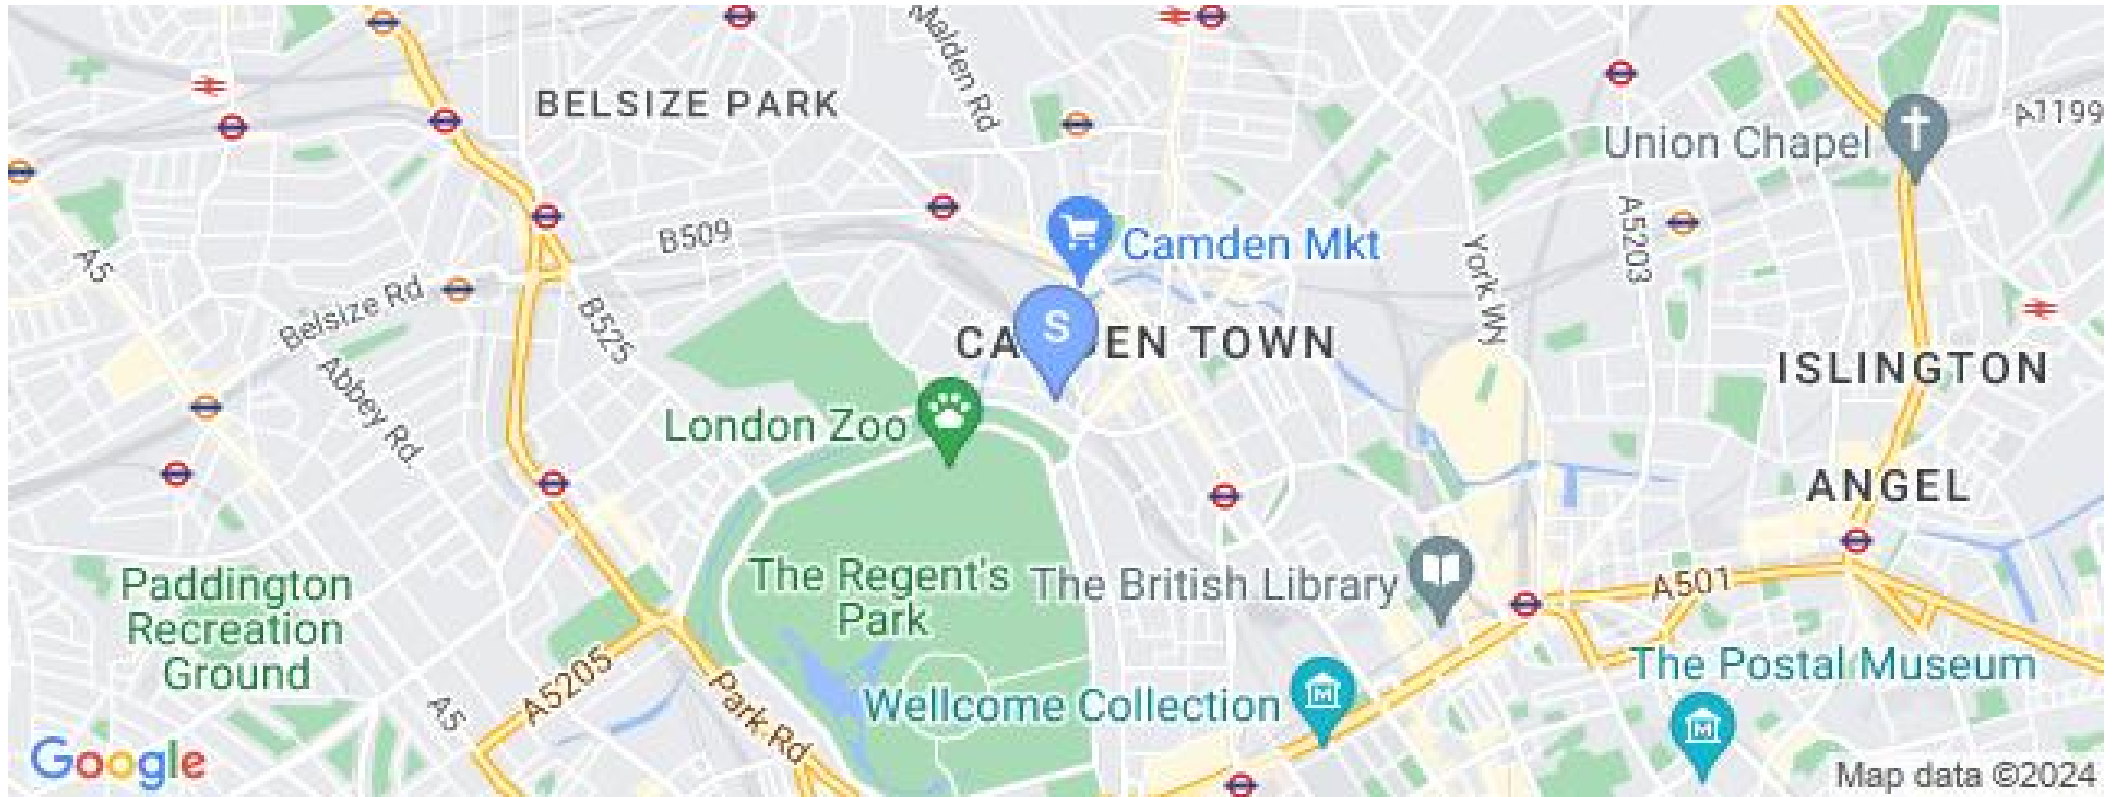 Malden Rd
BELSIZE PARK
A1199
Union Chapel
B509
Camden Mkt
A5203
York Wy
A5
Belsize Rd
B525
S
CA EN TOWN
ISLINGTON
Abbey Rd.
London Zoo
ANGEL
The Regent's
Park
The British Library
A501
Paddington
Recreation
Ground
A5205
The Postal Museum
Wellcome Collection
A5
Park Rd
Google
Map data ©2024